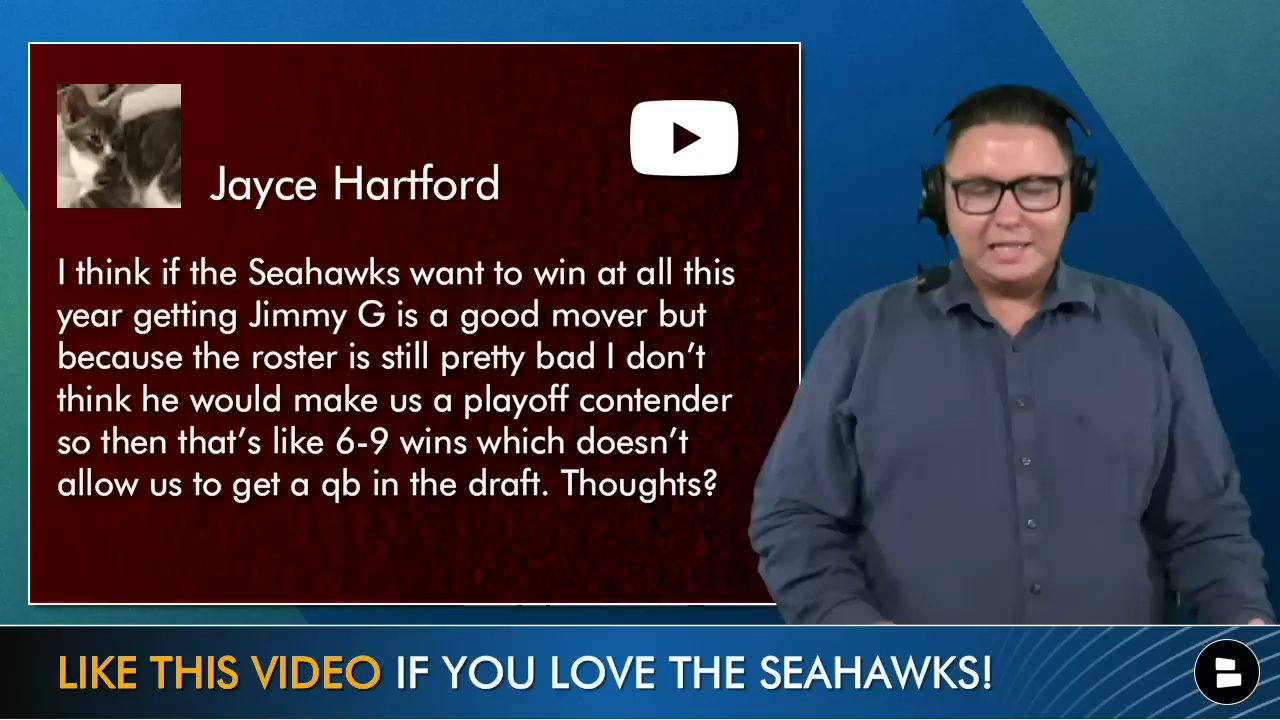 Jayce Hartford
I think if the Seahawks want to win at all this
year getting Jimmy G is a good mover but
because the roster is still pretty bad I don't
think he would make us a playoff contender
so then that's like 6-9 wins which doesn't
allow us to get a qb in the draft. Thoughts?
LIKE THIS VIDEO IF YOU LOVE THE SEAHAWKS!